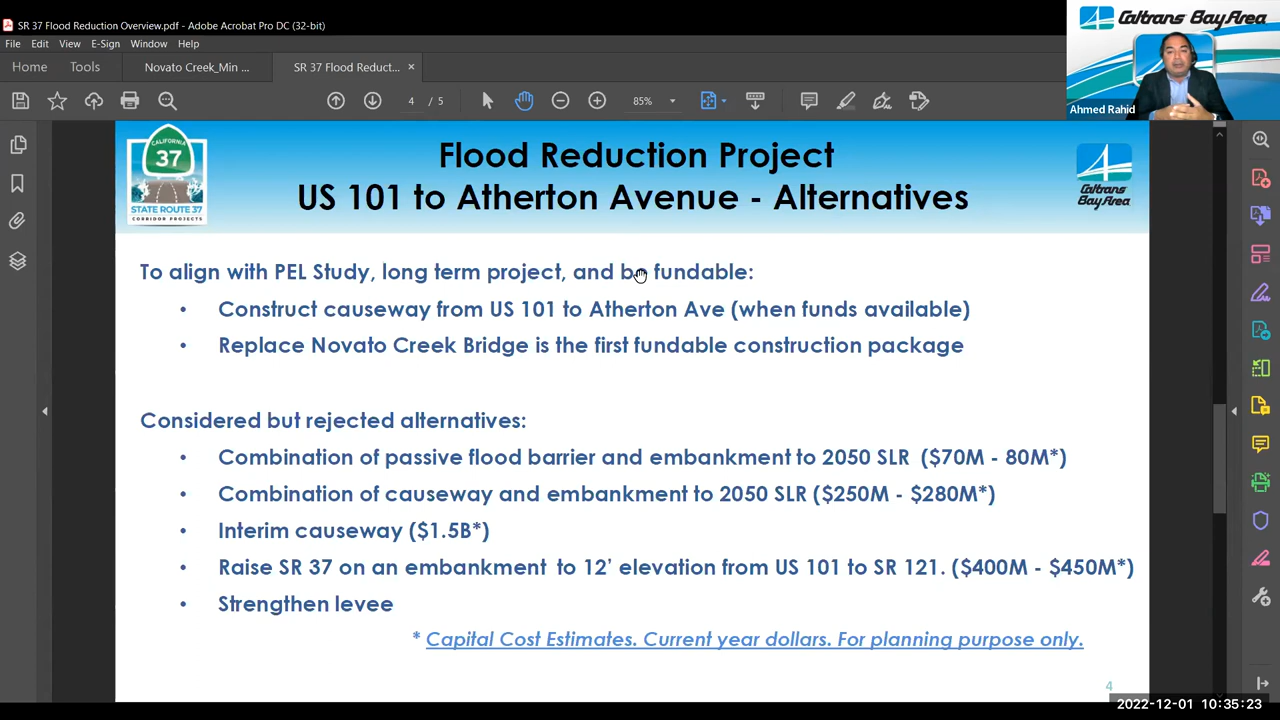 SR 37 Flood Reduction Overview.pdf - Adobe Acrobat Pro DC (32-bit)
File Edit View E-Sign Window Help
Home Tools Novato Creek_Min ... SR 37 Flood Reduct... ×
4 / 5 85%
Caltrans Bay Area
Ahmed Rahid
CALIFORNIA
37
STATE ROUTE 37
CORRIDOR PROJECTS
Flood Reduction Project
US 101 to Atherton Avenue - Alternatives
Caltrans
Bay Area
To align with PEL Study, long term project, and be fundable:
• Construct causeway from US 101 to Atherton Ave (when funds available)
• Replace Novato Creek Bridge is the first fundable construction package
Considered but rejected alternatives:
• Combination of passive flood barrier and embankment to 2050 SLR ($70M - 80M*)
• Combination of causeway and embankment to 2050 SLR ($250M - $280M*)
• Interim causeway ($1.5B*)
• Raise SR 37 on an embankment to 12’ elevation from US 101 to SR 121. ($400M - $450M*)
• Strengthen levee
* Capital Cost Estimates. Current year dollars. For planning purpose only.
4
2022-12-01 10:35:23